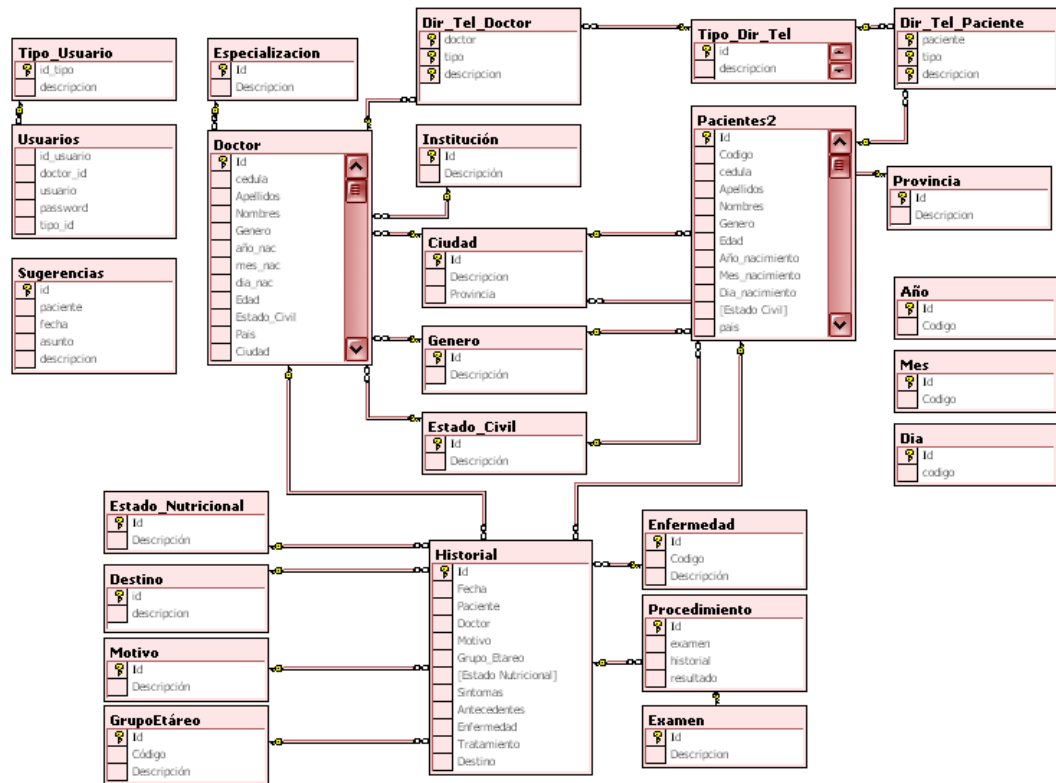 Tipo_Usuario
id_tipo
descripcion
Usuarios
id_usuario
doctor_id
usuario
password
tipo_id
Sugerencias
id
paciente
fecha
asunto
descripcion
Especializacion
Id
Descripcion
Doctor
Id
cedula
Apellidos
Nombres
Genero
año_nac
mes_nac
dia_nac
Edad
Estado_Civil
Pais
Ciudad
Dir_Tel_Doctor
doctor
tipo
descripcion
Institución
Id
Descripción
Ciudad
Id
Descripcion
Provincia
Genero
Id
Descripción
Estado_Civil
Id
Descripción
Tipo_Dir_Tel
id
descripcion
Pacientes2
Id
Codigo
cedula
Apellidos
Nombres
Genero
Edad
Año_nacimiento
Mes_nacimiento
Dia_nacimiento
[Estado Civil]
pais
Dir_Tel_Paciente
paciente
tipo
descripcion
Provincia
Id
Descripcion
Año
Id
Codigo
Mes
Id
Codigo
Dia
Id
codigo
Estado_Nutricional
Id
Descripción
Destino
id
descripcion
Motivo
Id
Descripción
GrupoEtáreo
Id
Código
Descripción
Historial
Id
Fecha
Paciente
Doctor
Motivo
Grupo_Etareo
[Estado Nutricional]
Sintomas
Antecedentes
Enfermedad
Tratamiento
Destino
Enfermedad
Id
Codigo
Descripción
Procedimiento
Id
examen
historial
resultado
Examen
Id
Descripcion